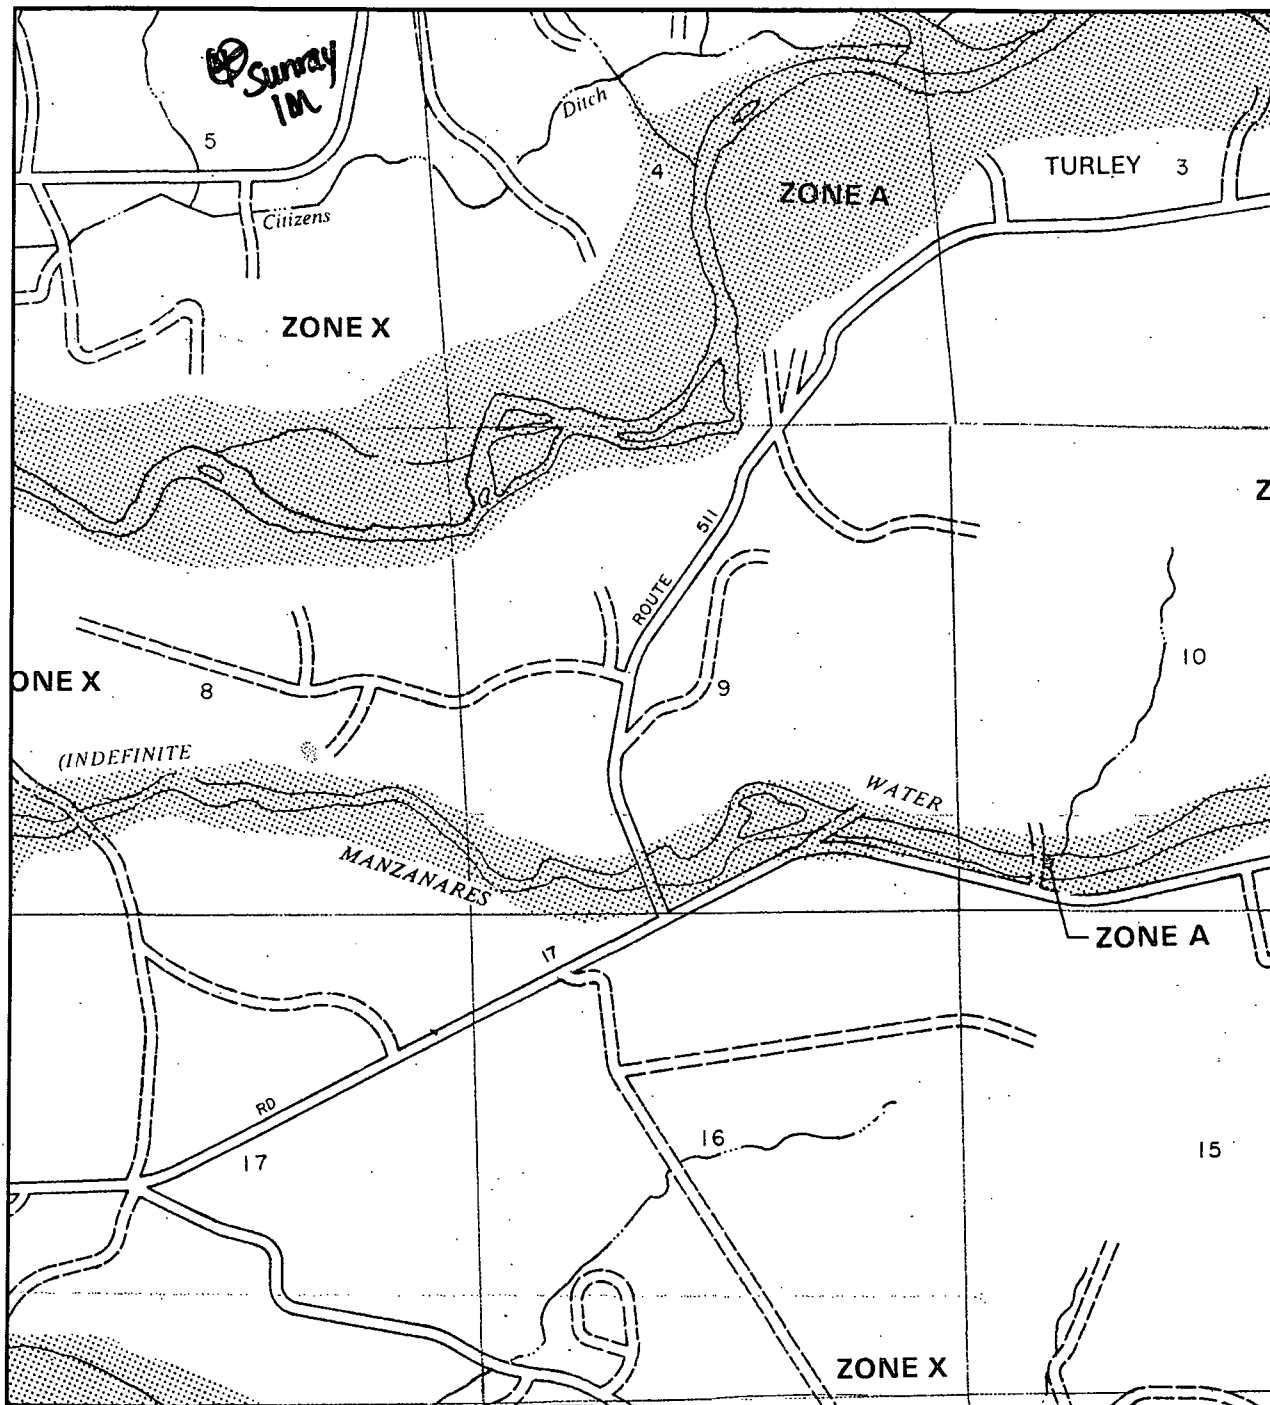 Sunray
1M
Ditch
5
4
TURLEY 3
ZONE A
Citizens
ZONE X
Z
511
ROUTE
10
ONE X
8
9
(INDEFINITE
WATER
MANZANARES
ZONE A
17
RD
17
16
15
ZONE X